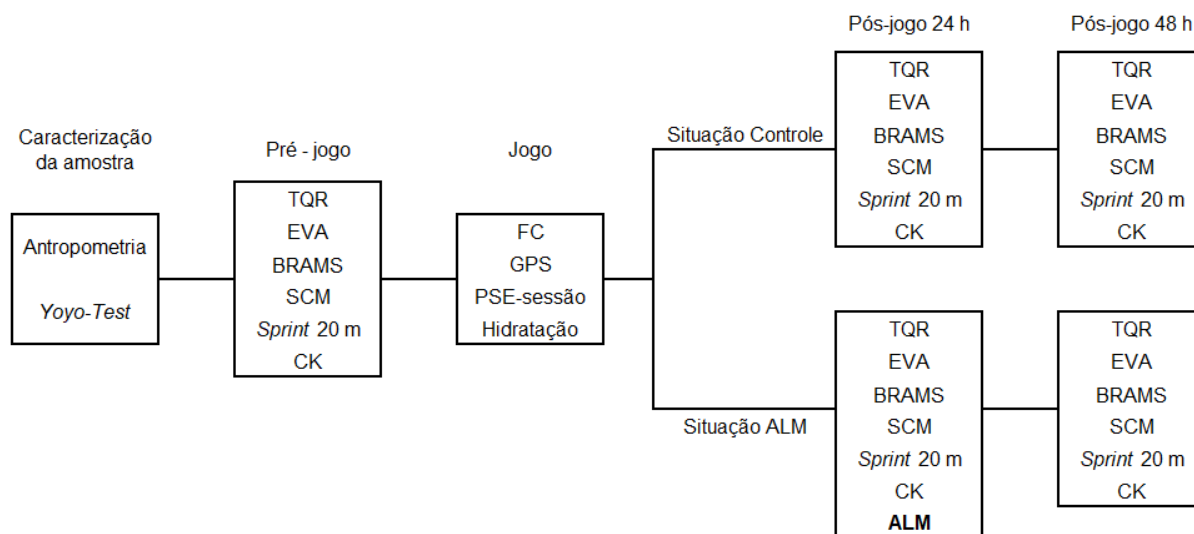 Caracterização
da amostra
Antropometria
Yoyo-Test
Pré - jogo
TQR
EVA
BRAMS
SCM
Sprint 20 m
CK
Jogo
FC
GPS
PSE-sessão
Hidratação
Situação Controle
Pós-jogo 24 h
TQR
EVA
BRAMS
SCM
Sprint 20 m
CK
Pós-jogo 48 h
TQR
EVA
BRAMS
SCM
Sprint 20 m
CK
Situação ALM
TQR
EVA
BRAMS
SCM
Sprint 20 m
CK
ALM
TQR
EVA
BRAMS
SCM
Sprint 20 m
CK